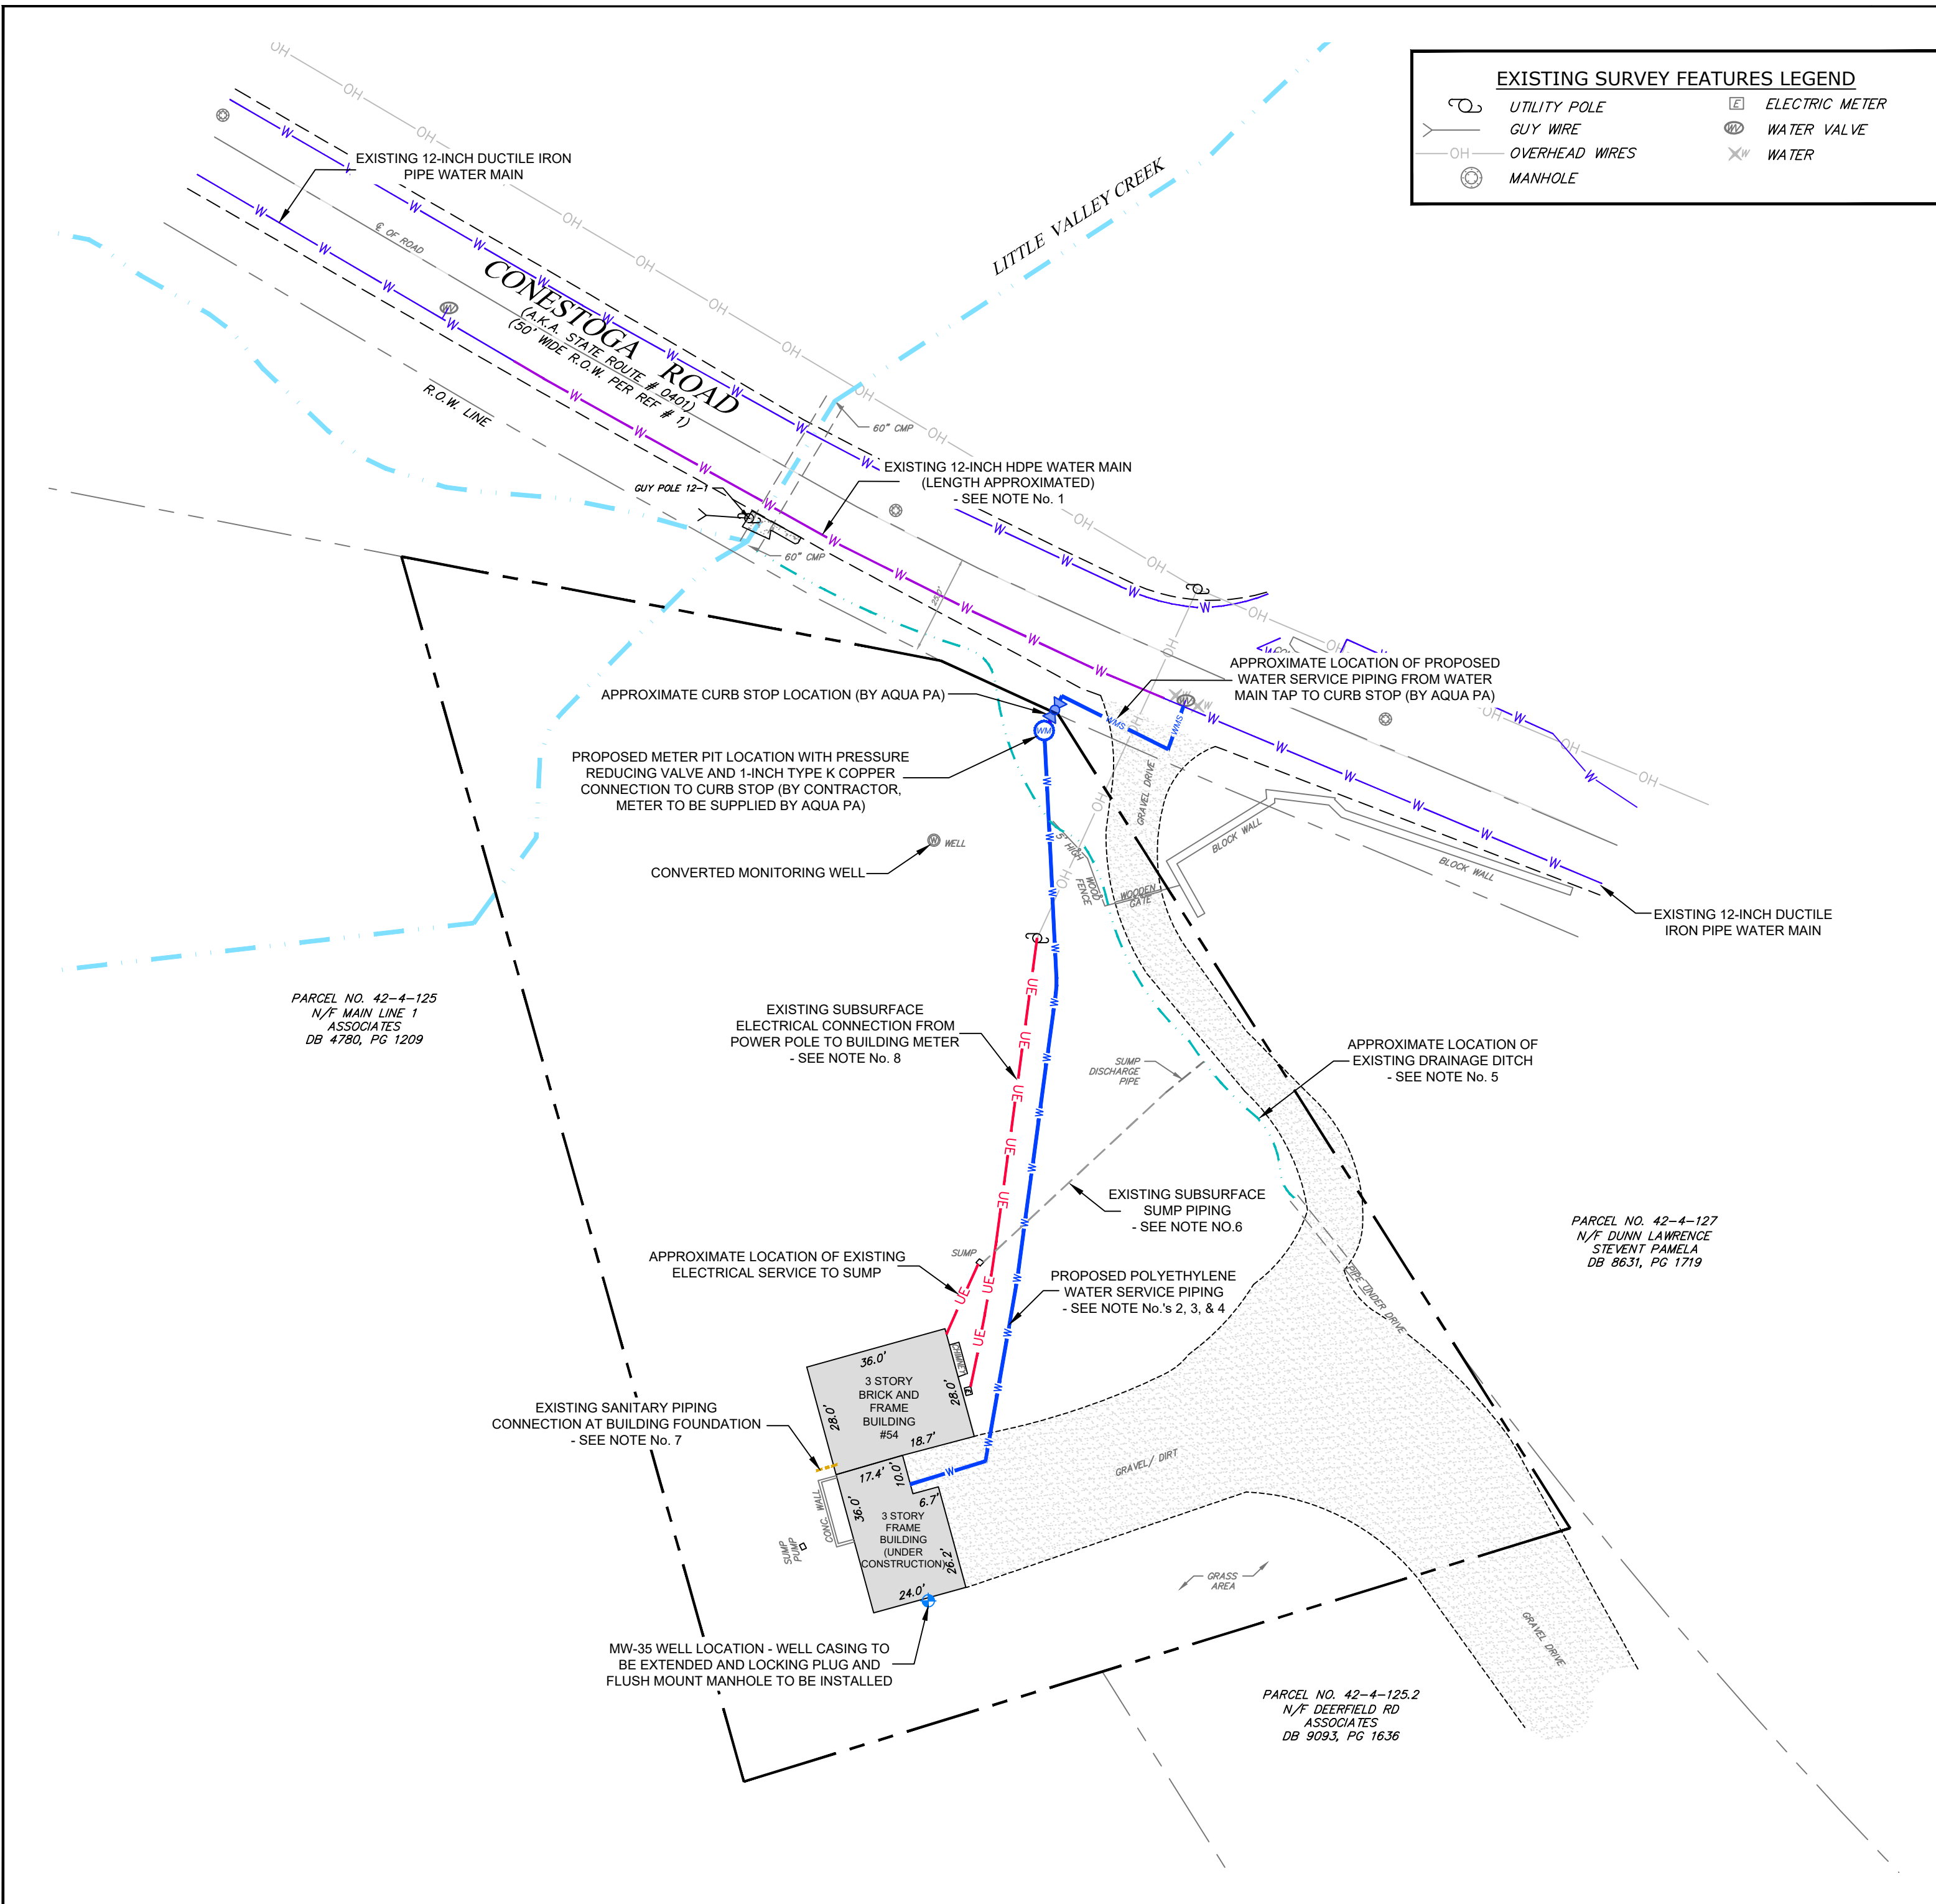 EXISTING SURVEY FEATURES LEGEND
UTILITY POLE
GUY WIRE
OH
OVERHEAD WIRES
MANHOLE
E
ELECTRIC METER
WV
WATER VALVE
W
WATER
EXISTING 12-INCH DUCTILE IRON
PIPE WATER MAIN
LITTLE VALLEY CREEK
℄ OF ROAD
CONESTOGA ROAD
(A.K.A. STATE ROUTE # 0401)
(50' WIDE R.O.W. PER REF # 1)
R.O.W. LINE
60" CMP
EXISTING 12-INCH HDPE WATER MAIN
(LENGTH APPROXIMATED)
- SEE NOTE No. 1
GUY POLE 12-1
60" CMP
APPROXIMATE LOCATION OF PROPOSED
WATER SERVICE PIPING FROM WATER
MAIN TAP TO CURB STOP (BY AQUA PA)
APPROXIMATE CURB STOP LOCATION (BY AQUA PA)
WMS
WMS
WM
PROPOSED METER PIT LOCATION WITH PRESSURE
REDUCING VALVE AND 1-INCH TYPE K COPPER
CONNECTION TO CURB STOP (BY CONTRACTOR,
METER TO BE SUPPLIED BY AQUA PA)
GRAVEL DRIVE
BLOCK WALL
BLOCK WALL
WELL
CONVERTED MONITORING WELL
5' HIGH
WOOD
FENCE
WOODEN
GATE
EXISTING 12-INCH DUCTILE
IRON PIPE WATER MAIN
PARCEL NO. 42-4-125
N/F MAIN LINE 1
ASSOCIATES
DB 4780, PG 1209
EXISTING SUBSURFACE
ELECTRICAL CONNECTION FROM
POWER POLE TO BUILDING METER
- SEE NOTE No. 8
SUMP
DISCHARGE
PIPE
APPROXIMATE LOCATION OF
EXISTING DRAINAGE DITCH
- SEE NOTE No. 5
EXISTING SUBSURFACE
SUMP PIPING
- SEE NOTE NO.6
PARCEL NO. 42-4-127
N/F DUNN LAWRENCE
STEVENT PAMELA
DB 8631, PG 1719
APPROXIMATE LOCATION OF EXISTING
ELECTRICAL SERVICE TO SUMP
SUMP
UE
UE
PROPOSED POLYETHYLENE
WATER SERVICE PIPING
- SEE NOTE No.'s 2, 3, & 4
PIPE UNDER DRIVE
36.0'
CHIMNEY
3 STORY
BRICK AND
FRAME
BUILDING
#54
28.0'
28.0'
18.7'
EXISTING SANITARY PIPING
CONNECTION AT BUILDING FOUNDATION
- SEE NOTE No. 7
17.4'
10.0'
6.7'
36.0'
3 STORY
FRAME
BUILDING
(UNDER
CONSTRUCTION)
26.2'
24.0'
CONC. WALL
SUMP
PUMP
GRAVEL/ DIRT
GRASS
AREA
GRAVEL DRIVE
MW-35 WELL LOCATION - WELL CASING TO
BE EXTENDED AND LOCKING PLUG AND
FLUSH MOUNT MANHOLE TO BE INSTALLED
PARCEL NO. 42-4-125.2
N/F DEERFIELD RD
ASSOCIATES
DB 9093, PG 1636